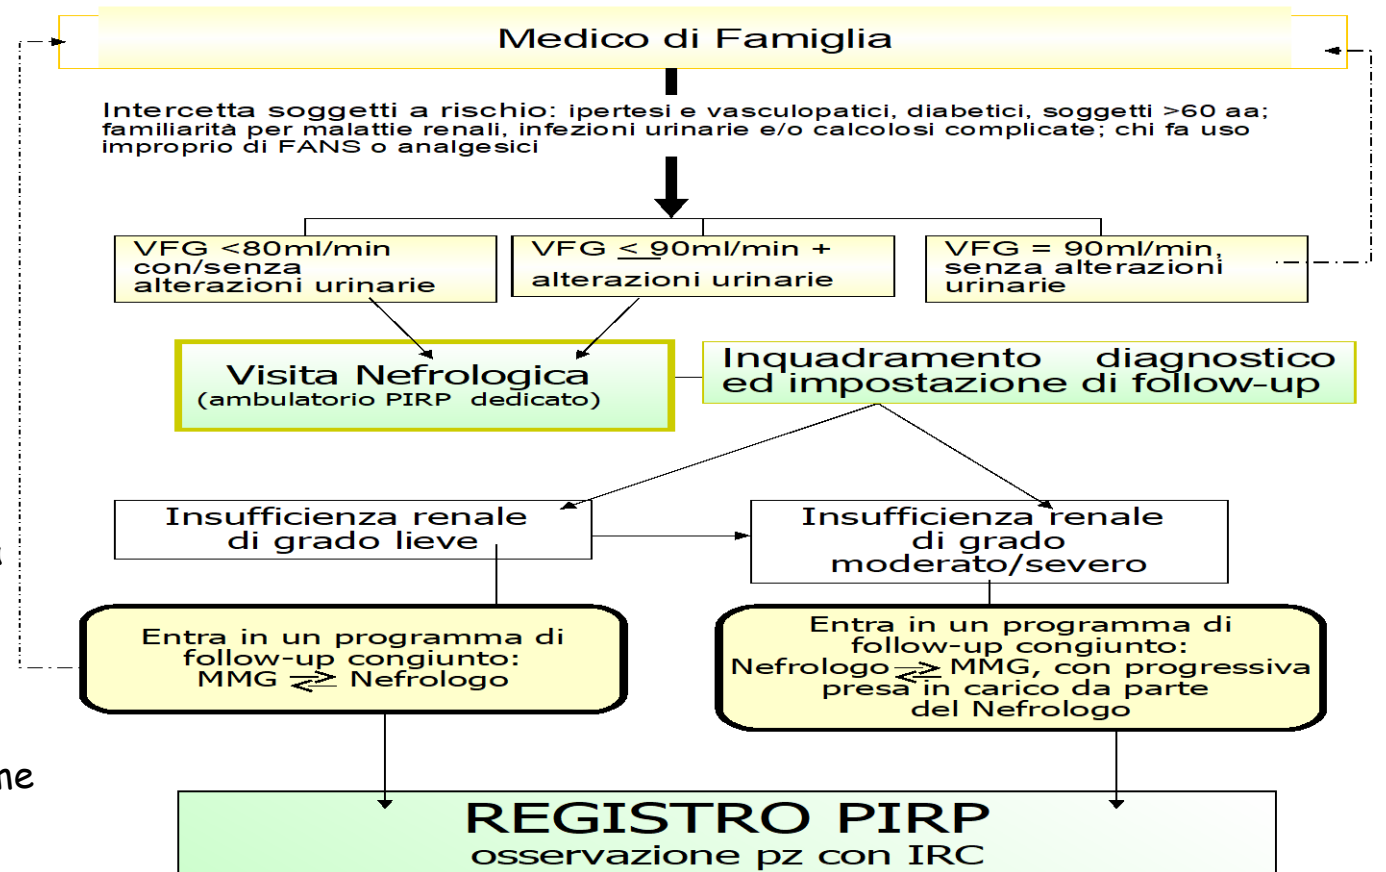 Medico di Famiglia
Intercetta soggetti a rischio: ipertesi e vasculopatici, diabetici, soggetti >60 aa;
familiarità per malattie renali, infezioni urinarie e/o calcolosi complicate; chi fa uso
improprio di FANS o analgesici
VFG <80ml/min
con/senza
alterazioni urinarie
VFG < 90ml/min +
alterazioni urinarie
VFG = 90ml/min,
senza alterazioni
urinarie
Visita Nefrologica
(ambulatorio PIRP dedicato)
Inquadramento diagnostico
ed impostazione di follow-up
Insufficienza renale
di grado lieve
Insufficienza renale
di grado
moderato/severo
Entra in un programma di
follow-up congiunto:
MMG ⇄ Nefrologo
Entra in un programma di
follow-up congiunto:
Nefrologo ⇄ MMG, con progressiva
presa in carico da parte
del Nefrologo
REGISTRO PIRP
osservazione pz con IRC